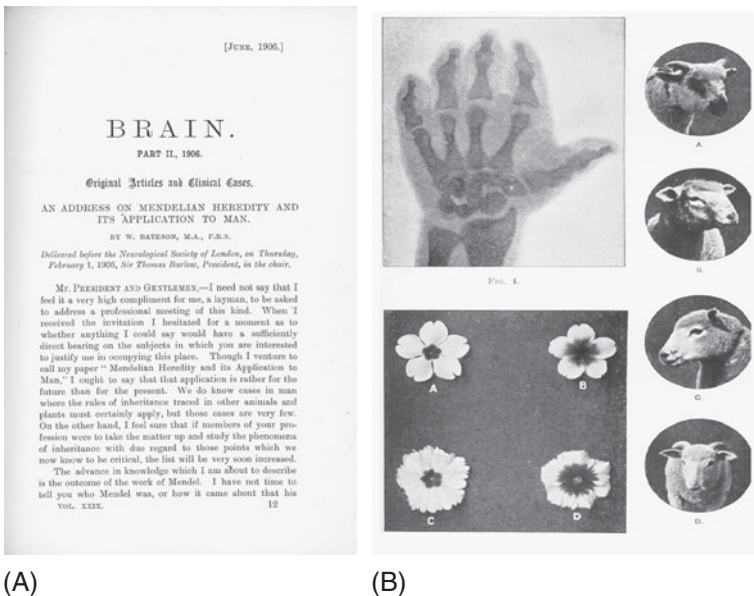 [JUNE, 1906.]
BRAIN.
PART II., 1906.
Original Articles and Clinical Cases.
AN ADDRESS ON MENDELIAN HEREDITY AND
ITS APPLICATION TO MAN.
BY W. BATESON, M.A., F.R.S.
Delivered before the Neurological Society of London, on Thursday,
February 1, 1906, Sir Thomas Barlow, President, in the chair.
MR. PRESIDENT AND GENTLEMEN,—I need not say that I
feel it a very high compliment for me, a layman, to be asked
to address a professional meeting of this kind. When I
received the invitation I hesitated for a moment as to
whether anything I could say would have a sufficiently
direct bearing on the subjects in which you are interested
to justify me in occupying this place. Though I venture to
call my paper "Mendelian Heredity and its Application to
Man," I ought to say that that application is rather for the
future than for the present. We do know cases in man
where the rules of inheritance traced in other animals and
plants must certainly apply, but those cases are very few.
On the other hand, I feel sure that if members of your pro-
fession were to take the matter up and study the phenomena
of inheritance with due regard to those points which we
now know to be critical, the list will be very soon increased.
The advance in knowledge which I am about to describe
is the outcome of the work of Mendel. I have not time to
tell you who Mendel was, or how it came about that his
VOL. XXIX. 12
(A)
FIG. 4.
A
B
C
D
A.
B.
C.
D.
(B)